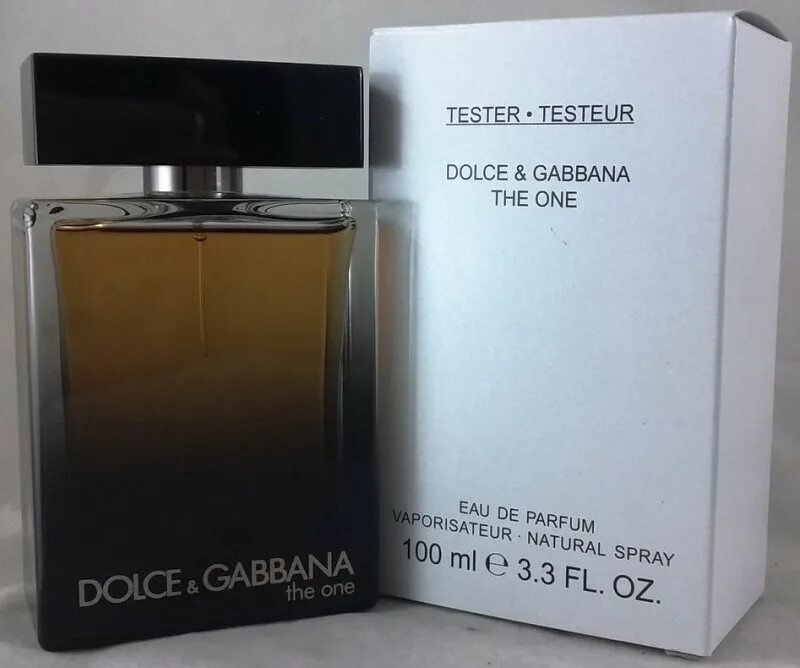 DOLCE & GABBANA
the one
TESTER • TESTEUR
DOLCE & GABBANA
THE ONE
EAU DE PARFUM
VAPORISATEUR · NATURAL SPRAY
100 ml ℮ 3.3 FL. OZ.